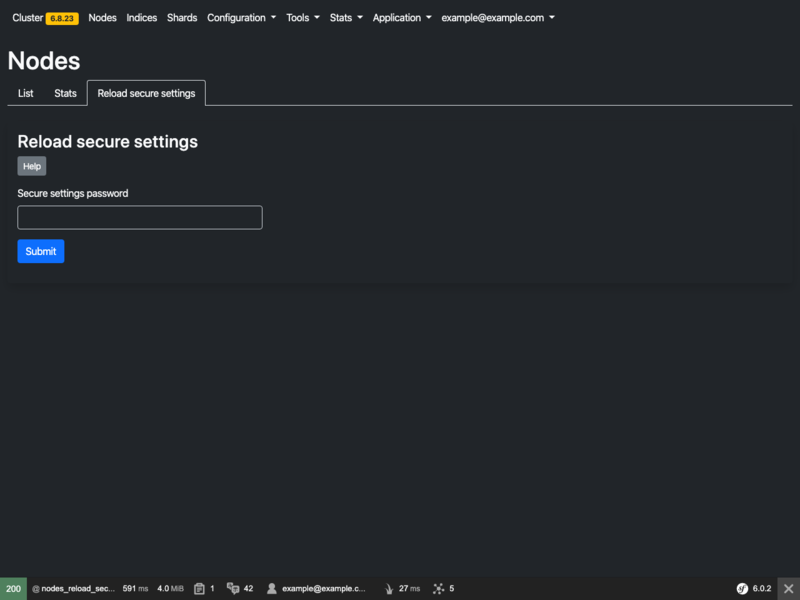 Cluster 6.8.23 Nodes Indices Shards Configuration Tools Stats Application example@example.com
Nodes
List Stats Reload secure settings
Reload secure settings
Help
Secure settings password
Submit
200 @ nodes_reload_sec... 591 ms 4.0 MiB 1 42 example@example.c... 27 ms 5 sf 6.0.2